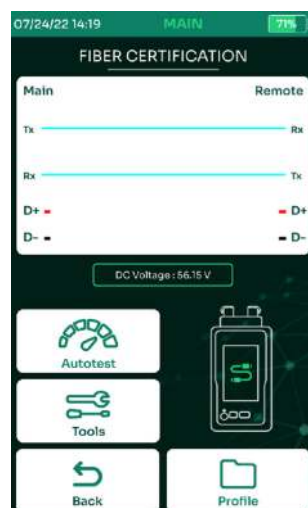 07/24/22 14:19 MAIN 71%
FIBER CERTIFICATION
Main Remote
Tx Rx
Rx Tx
D+ D+
D- D-
DC Voltage : 56.15 V
Autotest
Tools
Back Profile